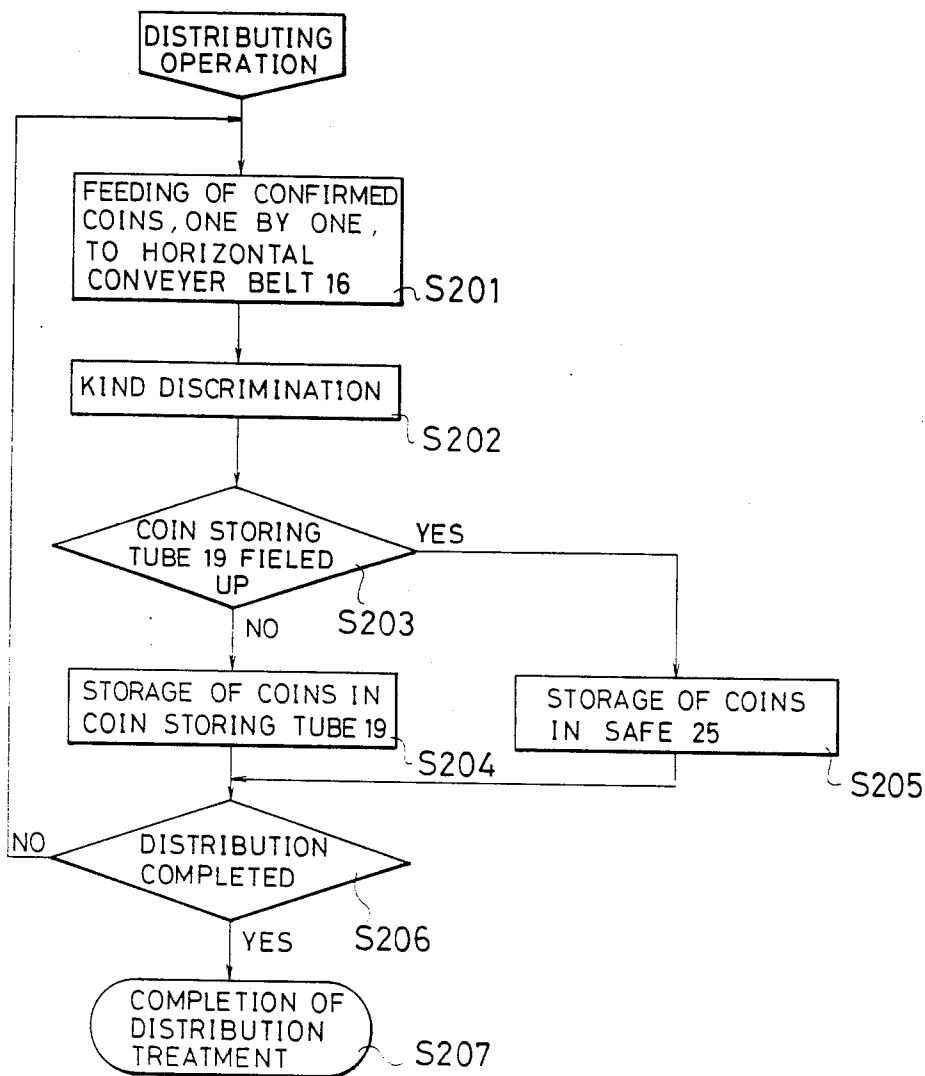 DISTRIBUTING
OPERATION
FEEDING OF CONFIRMED
COINS, ONE BY ONE,
TO HORIZONTAL
CONVEYER BELT 16
S201
KIND DISCRIMINATION
S202
COIN STORING
TUBE 19 FIELED
UP
YES
S203
NO
STORAGE OF COINS IN
COIN STORING TUBE 19
S204
STORAGE OF COINS
IN SAFE 25
S205
NO
DISTRIBUTION
COMPLETED
S206
YES
COMPLETION OF
DISTRIBUTION
TREATMENT
S207